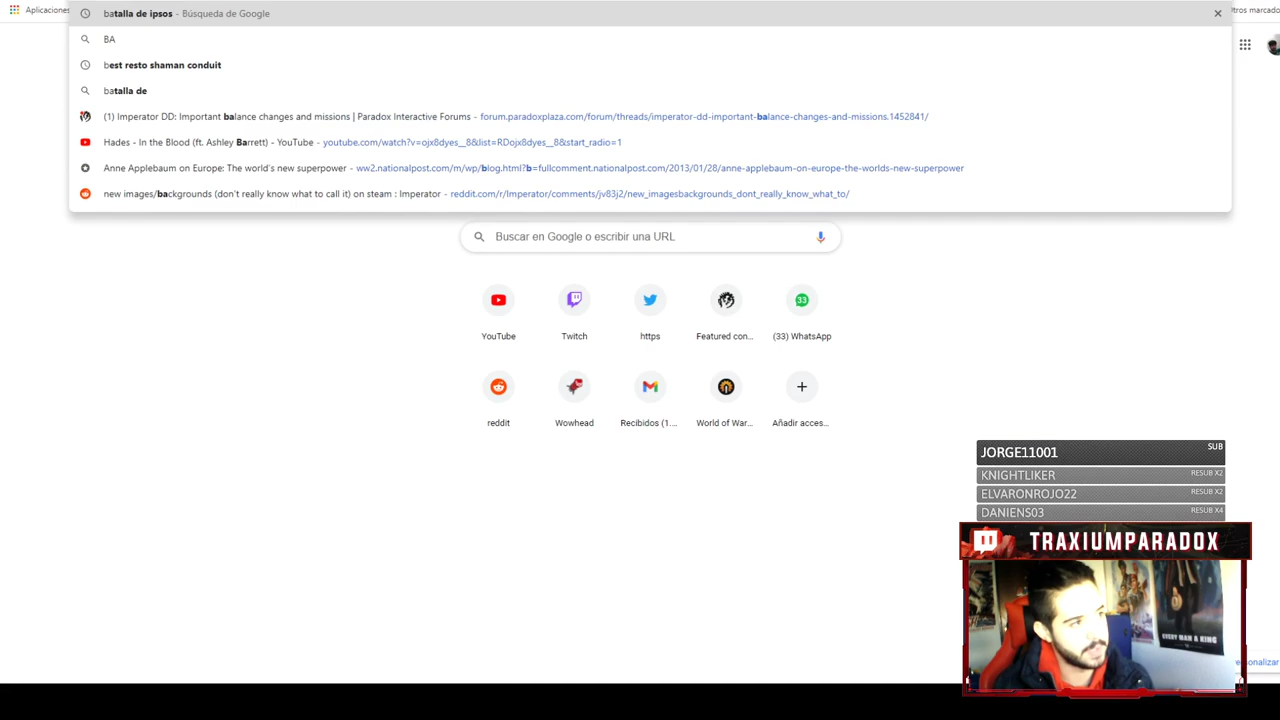 Aplicaciones
batalla de ipsos - Búsqueda de Google
tros marcado
BA
best resto shaman conduit
batalla de
(1) Imperator DD: Important balance changes and missions | Paradox Interactive Forums - forum.paradoxplaza.com/forum/threads/imperator-dd-important-balance-changes-and-missions.1452841/
Hades - In the Blood (ft. Ashley Barrett) - YouTube - youtube.com/watch?v=ojx8dyes__8&list=RDojx8dyes__8&start_radio=1
Anne Applebaum on Europe: The world's new superpower - ww2.nationalpost.com/m/wp/blog.html?b=fullcomment.nationalpost.com/2013/01/28/anne-applebaum-on-europe-the-worlds-new-superpower
new images/backgrounds (don't really know what to call it) on steam : Imperator - reddit.com/r/Imperator/comments/jv83j2/new_imagesbackgrounds_dont_really_know_what_to/
Buscar en Google o escribir una URL
33
YouTube
Twitch
https
Featured con...
(33) WhatsApp
reddit
Wowhead
Recibidos (1....
World of War...
Añadir acces...
JORGE11001 SUB
KNIGHTLIKER RESUB X2
ELVARONROJO22 RESUB X2
DANIENS03 RESUB X4
TRAXIUMPARADOX
EVERY MAN A KING
ersonalizar